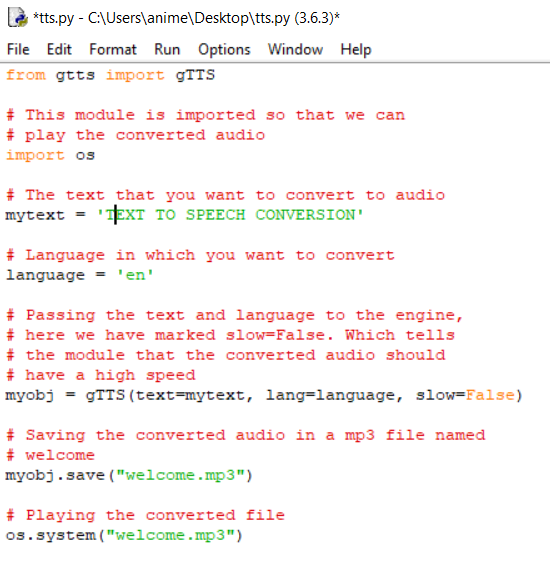 *tts.py - C:\Users\anime\Desktop\tts.py (3.6.3)*
File Edit Format Run Options Window Help
from gtts import gTTS
# This module is imported so that we can
# play the converted audio
import os
# The text that you want to convert to audio
mytext = 'TEXT TO SPEECH CONVERSION'
# Language in which you want to convert
language = 'en'
# Passing the text and language to the engine,
# here we have marked slow=False. Which tells
# the module that the converted audio should
# have a high speed
myobj = gTTS(text=mytext, lang=language, slow=False)
# Saving the converted audio in a mp3 file named
# welcome
myobj.save("welcome.mp3")
# Playing the converted file
os.system("welcome.mp3")